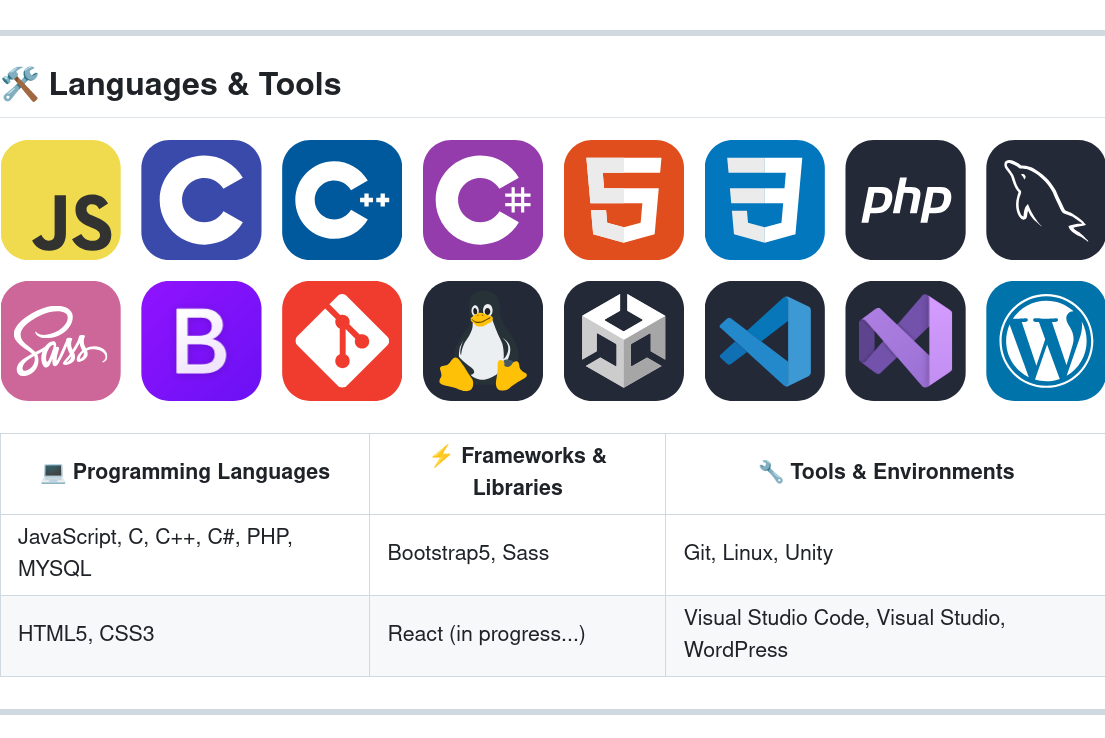 🛠️ Languages & Tools
JS
C
C++
C#
5
3
php
Sass
B
W
💻 Programming Languages
⚡ Frameworks &
Libraries
🔧 Tools & Environments
JavaScript, C, C++, C#, PHP,
MYSQL
Bootstrap5, Sass
Git, Linux, Unity
HTML5, CSS3
React (in progress...)
Visual Studio Code, Visual Studio,
WordPress